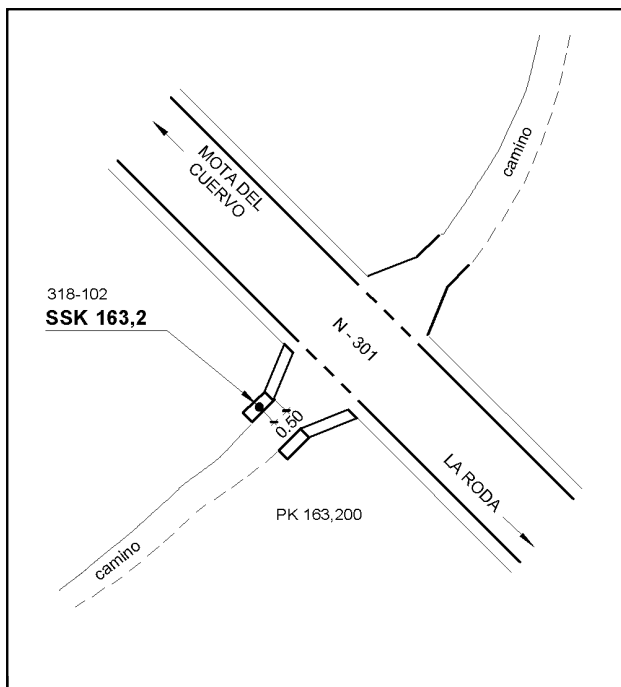 camino
MOTA DEL
CUERVO
318-102
SSK 163,2
N - 301
0.50
LA RODA
PK 163,200
camino